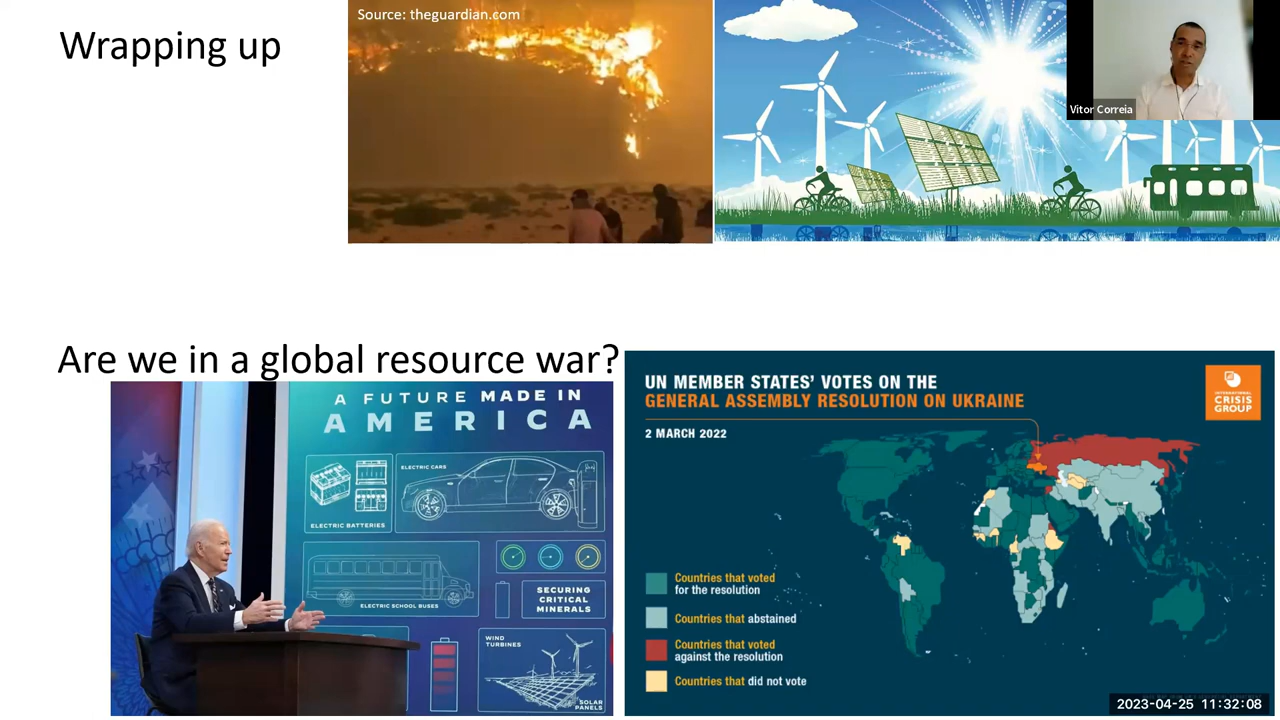 Wrapping up
Source: theguardian.com
Vitor Correia
Are we in a global resource war?
A FUTURE MADE IN
AMERICA
ELECTRIC BATTERIES
ELECTRIC CARS
ELECTRIC SCHOOL BUSES
SECURING
CRITICAL
MINERALS
WIND
TURBINES
SOLAR
PANELS
UN MEMBER STATES' VOTES ON THE
GENERAL ASSEMBLY RESOLUTION ON UKRAINE
2 MARCH 2022
INTERNATIONAL
CRISIS
GROUP
Countries that voted
for the resolution
Countries that abstained
Countries that voted
against the resolution
Countries that did not vote
2023-04-25 11:32:08